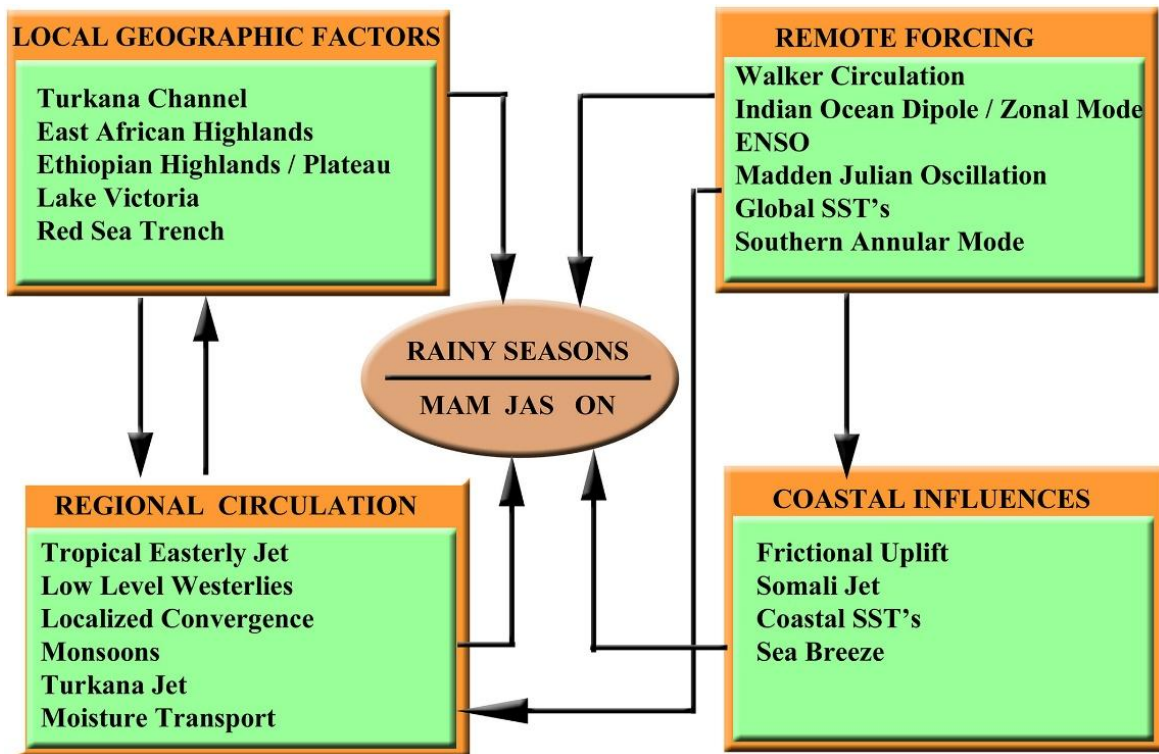 LOCAL GEOGRAPHIC FACTORS
Turkana Channel
East African Highlands
Ethiopian Highlands / Plateau
Lake Victoria
Red Sea Trench
REMOTE FORCING
Walker Circulation
Indian Ocean Dipole / Zonal Mode
ENSO
Madden Julian Oscillation
Global SST's
Southern Annular Mode
RAINY SEASONS
MAM JAS ON
REGIONAL CIRCULATION
Tropical Easterly Jet
Low Level Westerlies
Localized Convergence
Monsoons
Turkana Jet
Moisture Transport
COASTAL INFLUENCES
Frictional Uplift
Somali Jet
Coastal SST's
Sea Breeze